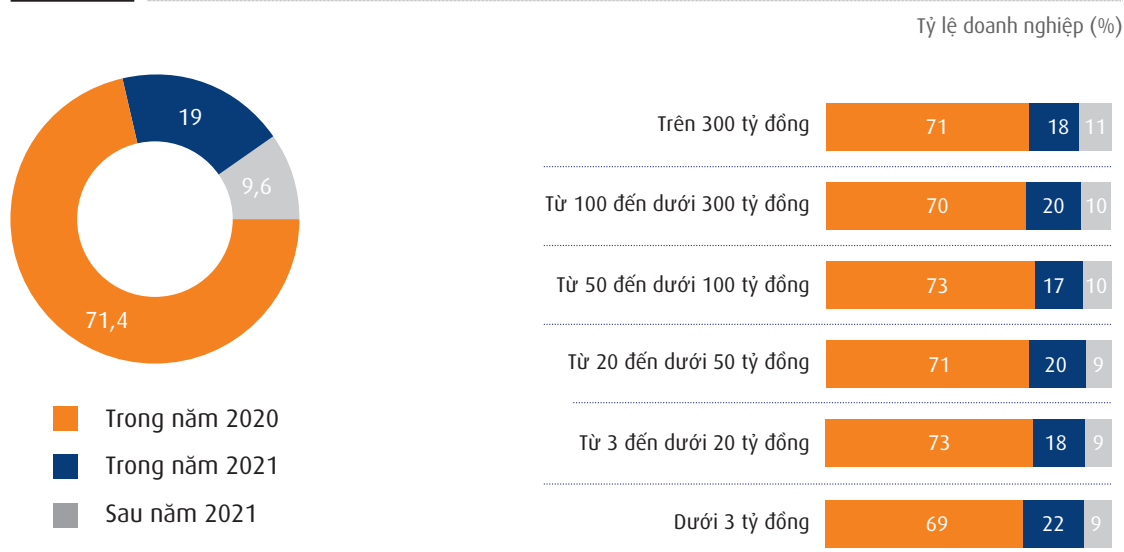 Tỷ lệ doanh nghiệp (%)
19
9,6
71,4
Trong năm 2020
Trong năm 2021
Sau năm 2021
Trên 300 tỷ đồng 71 18 11
Từ 100 đến dưới 300 tỷ đồng 70 20 10
Từ 50 đến dưới 100 tỷ đồng 73 17 10
Từ 20 đến dưới 50 tỷ đồng 71 20 9
Từ 3 đến dưới 20 tỷ đồng 73 18 9
Dưới 3 tỷ đồng 69 22 9